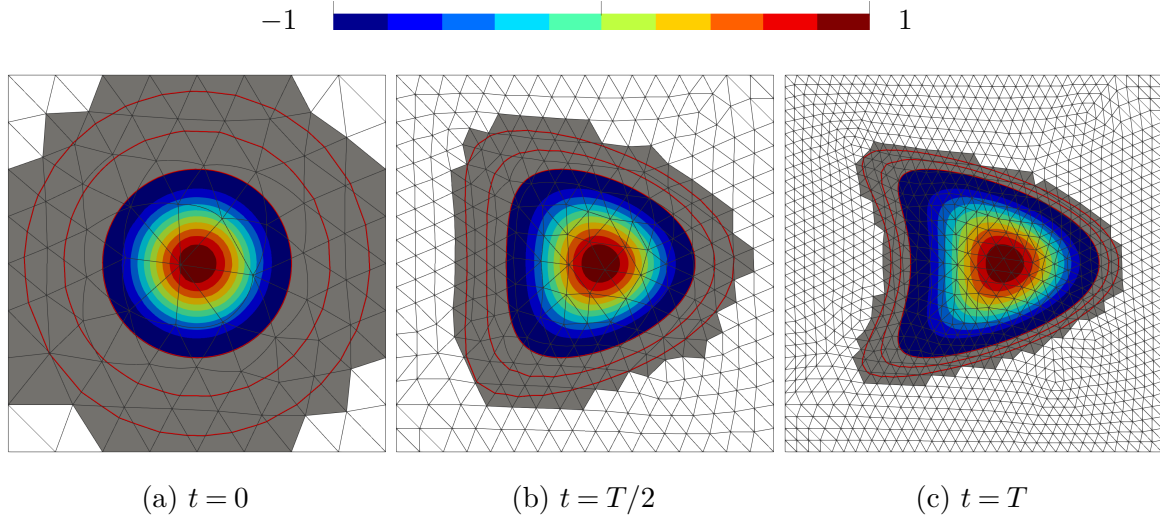 −1 1
(a) t = 0 (b) t = T/2 (c) t = T